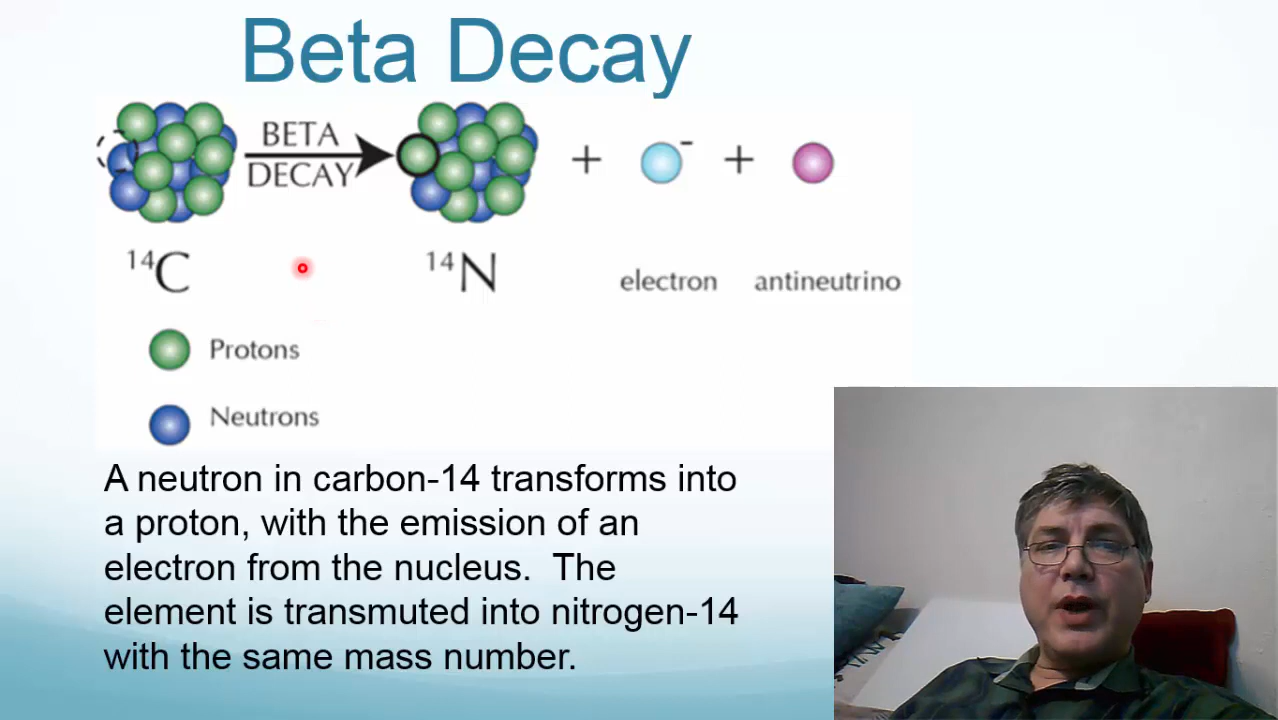 Beta Decay
BETA
DECAY
+ - +
¹⁴C
¹⁴N
electron
antineutrino
Protons
Neutrons
A neutron in carbon-14 transforms into
a proton, with the emission of an
electron from the nucleus.  The
element is transmuted into nitrogen-14
with the same mass number.